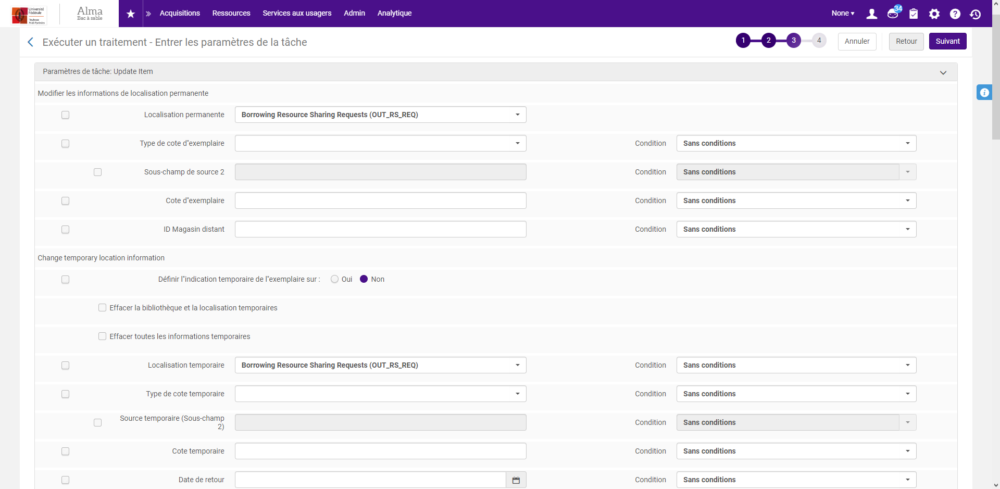 Université
Fédérale
Toulouse
Midi-Pyrénées
Alma
Bac à sable
Acquisitions
Ressources
Services aux usagers
Admin
Analytique
None
34
Exécuter un traitement - Entrer les paramètres de la tâche
1
2
3
4
Annuler
Retour
Suivant
Paramètres de tâche: Update Item
Modifier les informations de localisation permanente
Localisation permanente
Borrowing Resource Sharing Requests (OUT_RS_REQ)
Type de cote d''exemplaire
Condition
Sans conditions
Sous-champ de source 2
Condition
Sans conditions
Cote d''exemplaire
Condition
Sans conditions
ID Magasin distant
Condition
Sans conditions
Change temporary location information
Définir l''indication temporaire de l''exemplaire sur :
Oui
Non
Effacer la bibliothèque et la localisation temporaires
Effacer toutes les informations temporaires
Localisation temporaire
Borrowing Resource Sharing Requests (OUT_RS_REQ)
Condition
Sans conditions
Type de cote temporaire
Condition
Sans conditions
Source temporaire (Sous-champ
2)
Condition
Sans conditions
Cote temporaire
Condition
Sans conditions
Date de retour
Condition
Sans conditions